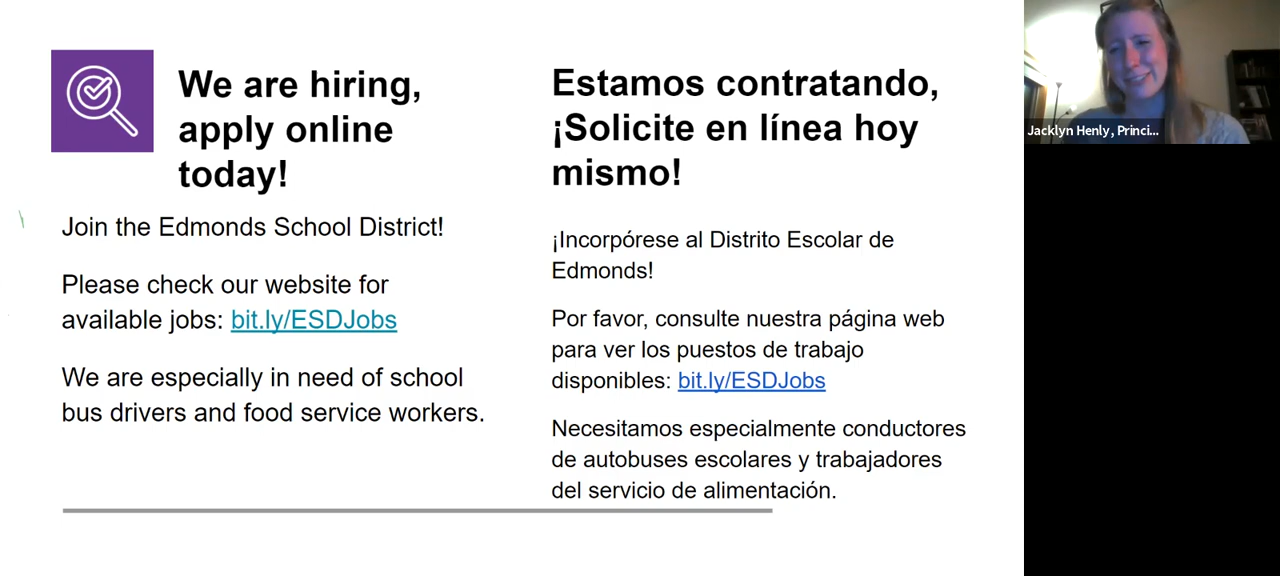 We are hiring,
apply online
today!
Join the Edmonds School District!
Please check our website for
available jobs: bit.ly/ESDJobs
We are especially in need of school
bus drivers and food service workers.
Estamos contratando,
¡Solicite en línea hoy
mismo!
¡Incorpórese al Distrito Escolar de
Edmonds!
Por favor, consulte nuestra página web
para ver los puestos de trabajo
disponibles: bit.ly/ESDJobs
Necesitamos especialmente conductores
de autobuses escolares y trabajadores
del servicio de alimentación.
Jacklyn Henly, Princi...